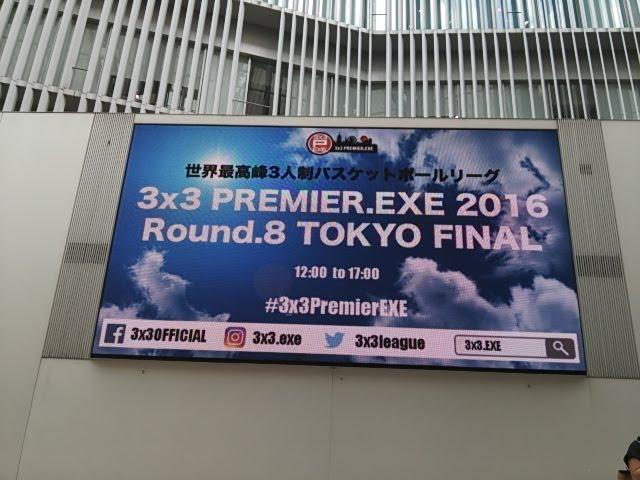 3x3 PREMIER.EXE
世界最高峰3人制バスケットボールリーグ
3x3 PREMIER.EXE 2016
Round.8 TOKYO FINAL
12:00 to 17:00
#3x3PremierEXE
3x3OFFICIAL 3x3.exe 3x3league 3x3.EXE